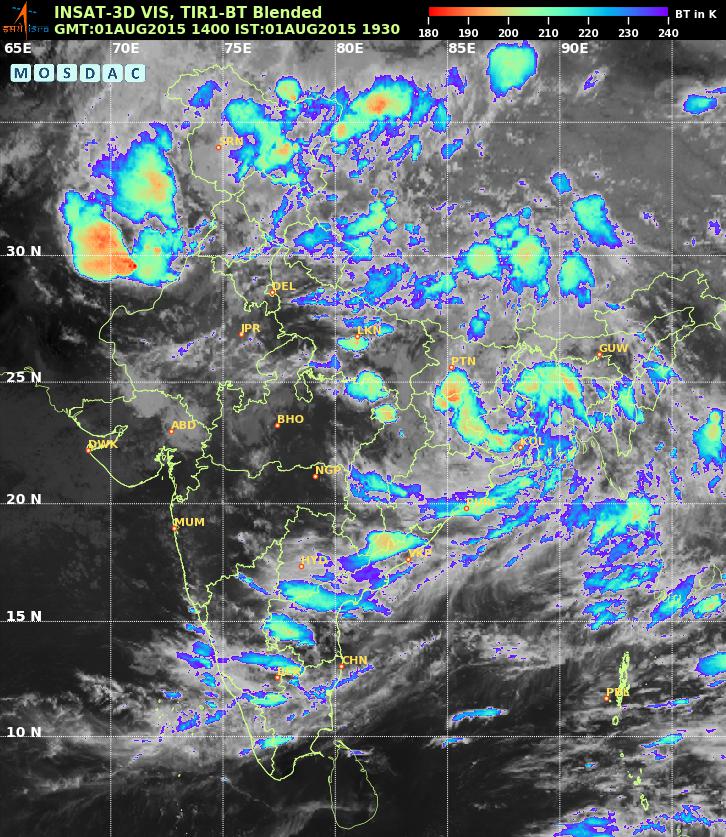 INSAT-3D VIS, TIR1-BT Blended
GMT:01AUG2015 1400 IST:01AUG2015 1930
BT in K
180 190 200 210 220 230 240
65E 70E 75E 80E 85E 90E
MOSDAC
SRN
30 N
DEL
JPR
LKN
GUW
PTN
25 N
ABD
BHO
DWK
KOL
NGP
20 N
MUM
HYD
15 N
CHN
10 N